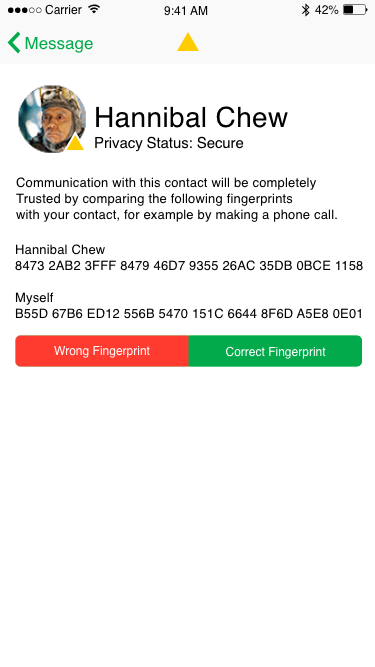 Carrier 9:41 AM 42%
Message
Hannibal Chew
Privacy Status: Secure
Communication with this contact will be completely
Trusted by comparing the following fingerprints
with your contact, for example by making a phone call.
Hannibal Chew
8473 2AB2 3FFF 8479 46D7 9355 26AC 35DB 0BCE 1158
Myself
B55D 67B6 ED12 556B 5470 151C 6644 8F6D A5E8 0E01
Wrong Fingerprint Correct Fingerprint